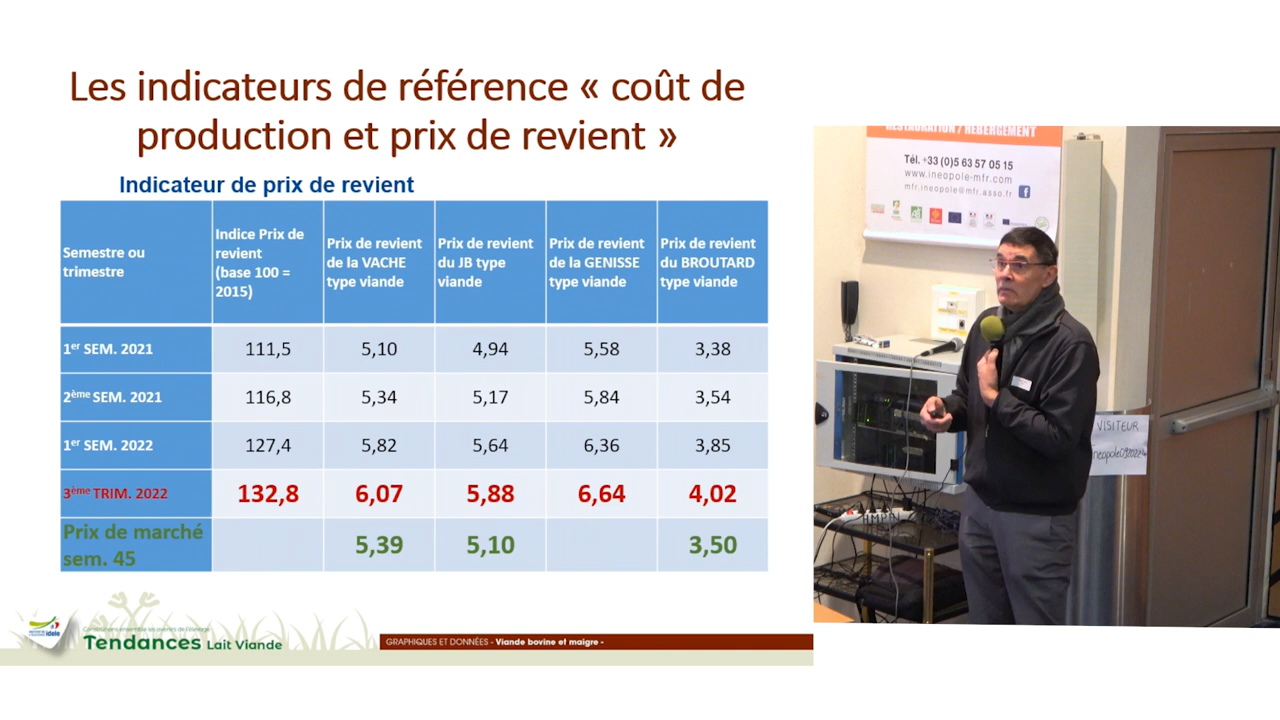 Les indicateurs de référence « coût de
production et prix de revient »
Indicateur de prix de revient
Semestre ou
trimestre
Indice Prix de
revient
(base 100 =
2015)
Prix de revient
de la VACHE
type viande
Prix de revient
du JB type
viande
Prix de revient
de la GENISSE
type viande
Prix de revient
du BROUTARD
type viande
1er SEM. 2021 111,5 5,10 4,94 5,58 3,38
2ème SEM. 2021 116,8 5,34 5,17 5,84 3,54
1er SEM. 2022 127,4 5,82 5,64 6,36 3,85
3ème TRIM. 2022 132,8 6,07 5,88 6,64 4,02
Prix de marché
sem. 45 5,39 5,10 3,50
idele
Tendances Lait Viande
GRAPHIQUES ET DONNÉES - Viande bovine et maigre -
RESTAURATION / HÉBERGEMENT
Tél. +33 (0)5 63 57 05 15
www.ineopole-mfr.com
mfr.ineopole@mfr.asso.fr
VISITEUR